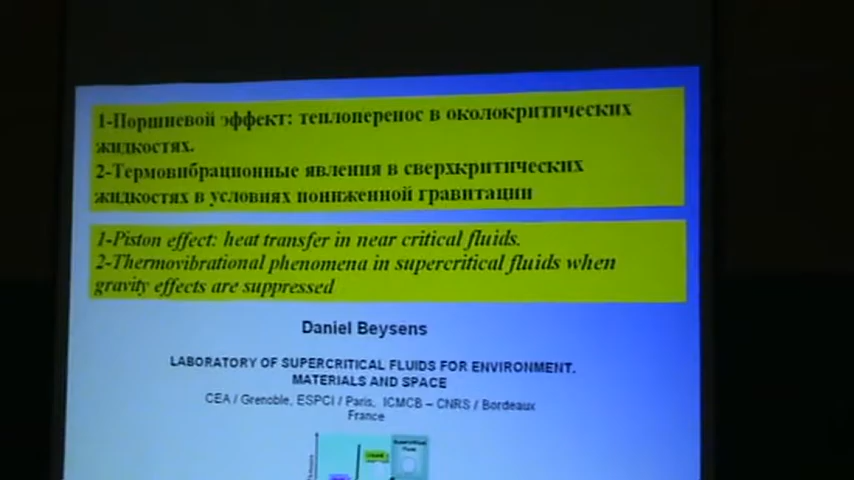 1-Поршневой эффект: теплоперенос в околокритических
жидкостях.
2-Термовибрационные явления в сверхкритических
жидкостях в условиях пониженной гравитации
1-Piston effect: heat transfer in near critical fluids.
2-Thermovibrational phenomena in supercritical fluids when
gravity effects are suppressed
Daniel Beysens
LABORATORY OF SUPERCRITICAL FLUIDS FOR ENVIRONMENT.
MATERIALS AND SPACE
CEA / Grenoble, ESPCI / Paris, ICMCB – CNRS / Bordeaux
France